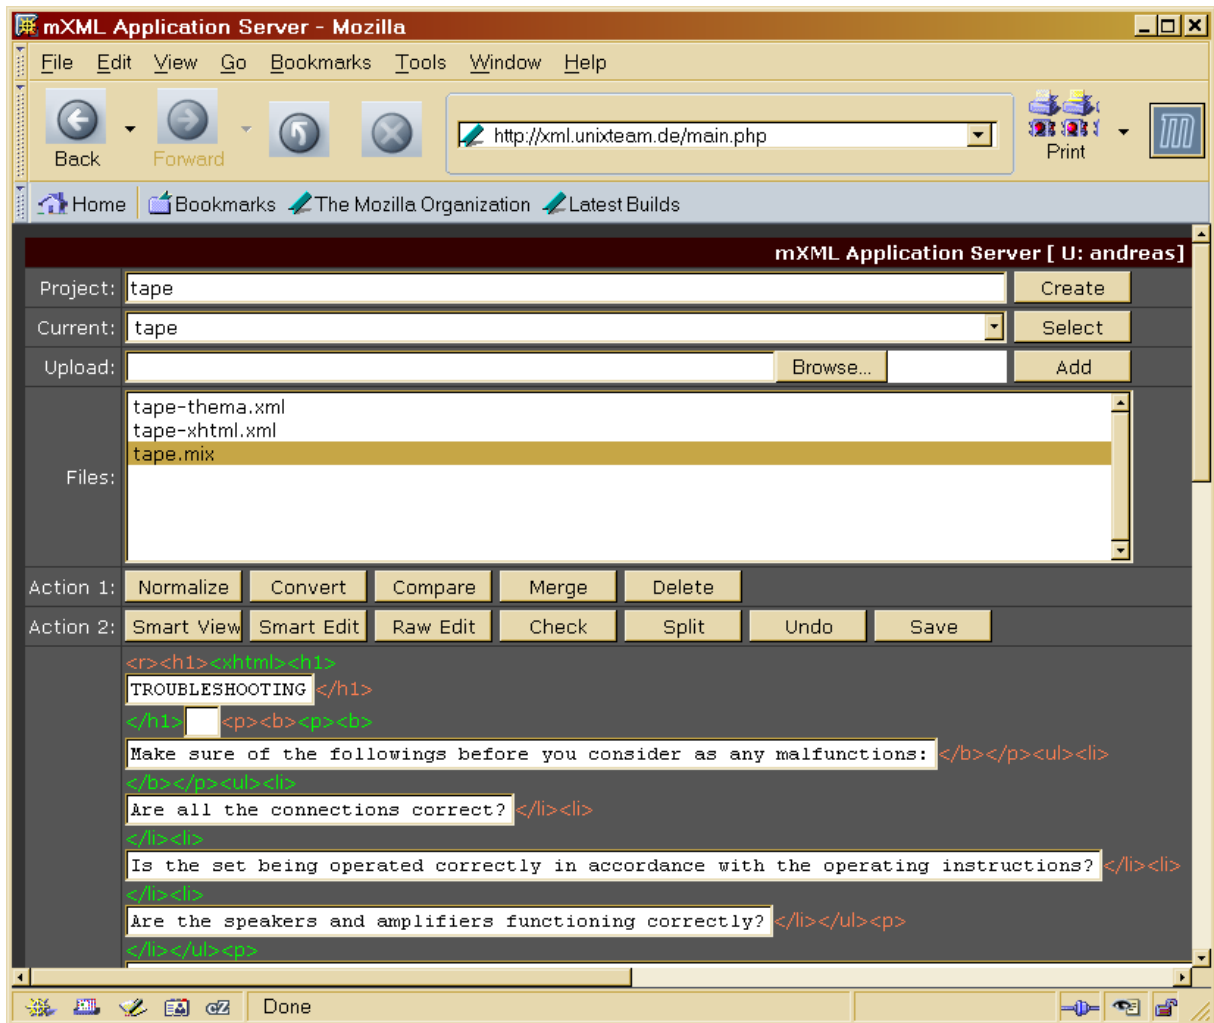 mXML Application Server - Mozilla
File Edit View Go Bookmarks Tools Window Help
Back Forward http://xml.unixteam.de/main.php Print
Home Bookmarks The Mozilla Organization Latest Builds
mXML Application Server [ U: andreas]
Project: tape Create
Current: tape Select
Upload: Browse... Add
Files:
tape-thema.xml
tape-xhtml.xml
tape.mix
Action 1: Normalize Convert Compare Merge Delete
Action 2: Smart View Smart Edit Raw Edit Check Split Undo Save
<r><h1><xhtml><h1>
TROUBLESHOOTING </h1>
</h1> <p><b><p><b>
Make sure of the followings before you consider as any malfunctions: </b></p><ul><li>
</b></p><ul><li>
Are all the connections correct? </li><li>
</li><li>
Is the set being operated correctly in accordance with the operating instructions? </li><li>
</li><li>
Are the speakers and amplifiers functioning correctly? </li></ul><p>
</li></ul><p>
Done